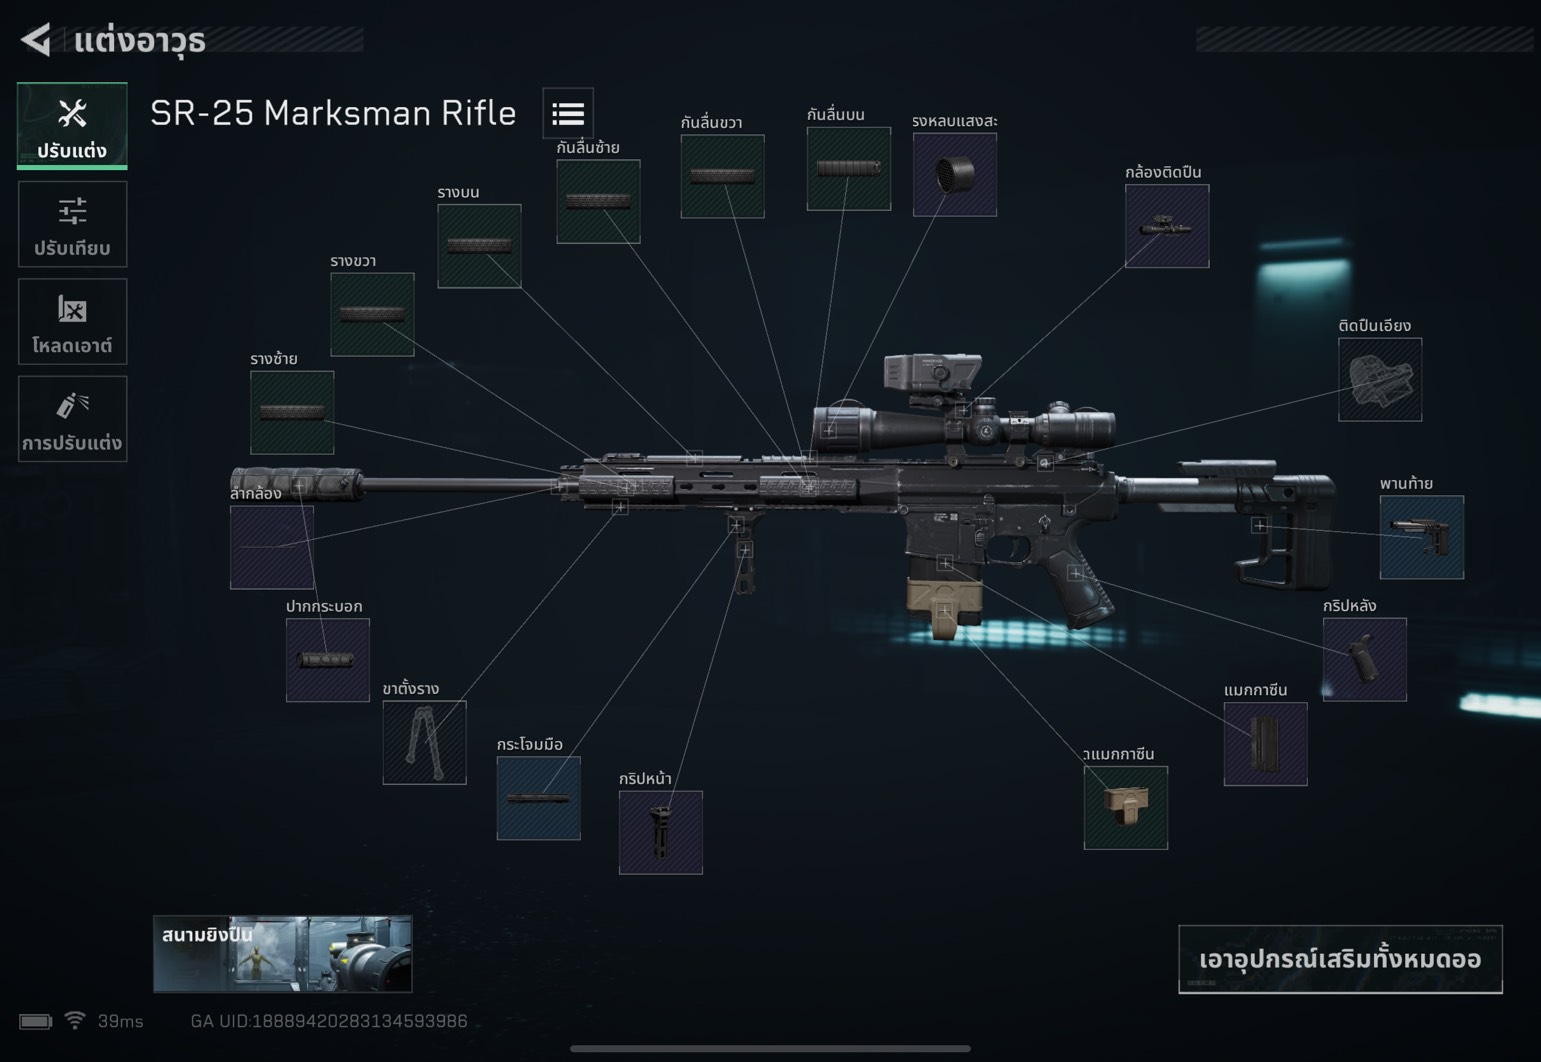 แต่งอาวุธ
ปรับแต่ง
ปรับเทียบ
โหลดเอาต์
การปรับแต่ง
SR-25 Marksman Rifle
กันลื่นซ้าย
กันลื่นขวา
กันลื่นบน
รงหลบแสงสะ
กล้องติดปืน
รางบน
รางขวา
รางซ้าย
ติดปืนเอียง
ลำกล้อง
พานท้าย
ปากกระบอก
กริปหลัง
ขาตั้งราง
แมกกาซีน
กระโจมมือ
กริปหน้า
ดแมกกาซีน
สนามยิงปืน
เอาอุปกรณ์เสริมทั้งหมดออ
39ms
GA UID:18889420283134593986